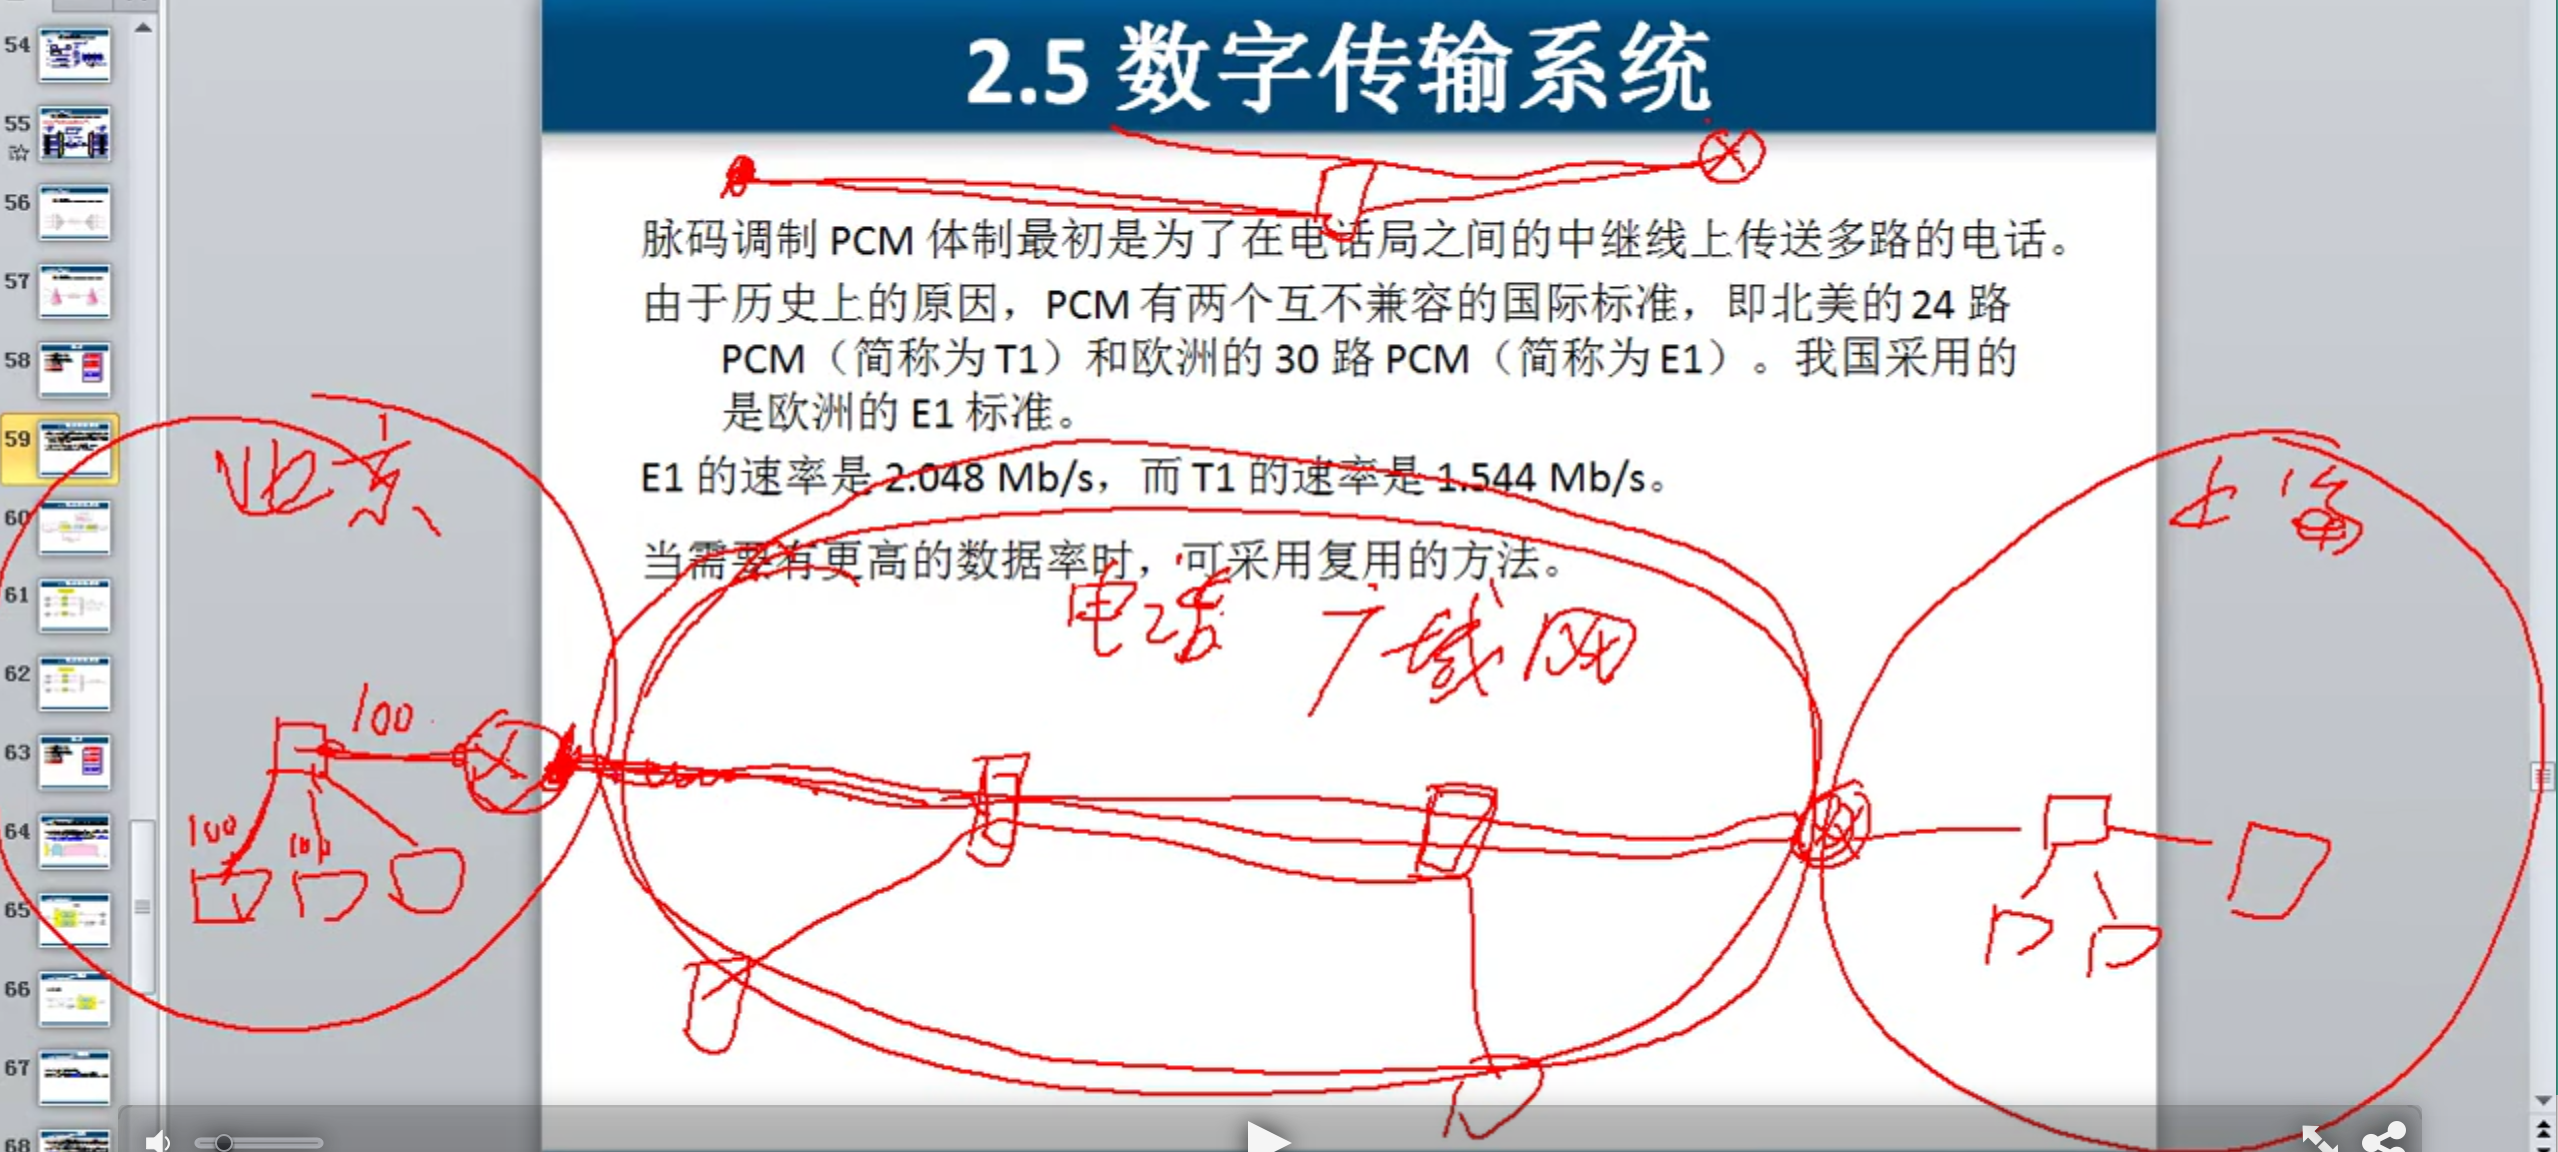 2.5 数字传输系统
脉码调制 PCM 体制最初是为了在电话局之间的中继线上传送多路的电话。
由于历史上的原因，PCM 有两个互不兼容的国际标准，即北美的 24 路
PCM（简称为 T1）和欧洲的 30 路 PCM（简称为 E1）。我国采用的
是欧洲的 E1 标准。
E1 的速率是 2.048 Mb/s，而 T1 的速率是 1.544 Mb/s。
当需要有更高的数据率时，可采用复用的方法。
北京
上海
电话 广域网
100
100
100
54
55
56
57
58
59
60
61
62
63
64
65
66
67
68